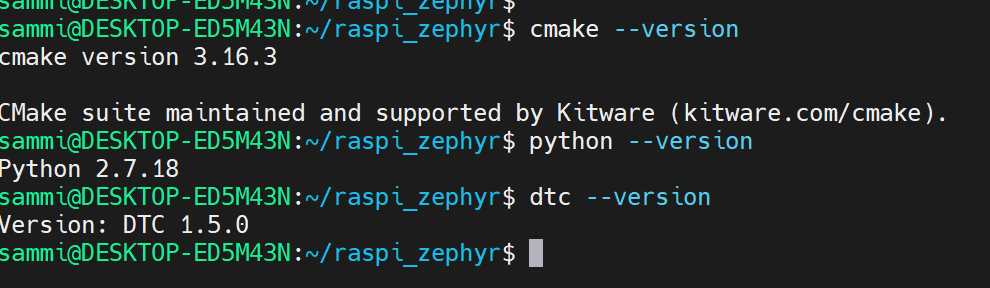 sammi@DESKTOP-ED5M43N:~/raspi_zephyr$
sammi@DESKTOP-ED5M43N:~/raspi_zephyr$ cmake --version
cmake version 3.16.3
CMake suite maintained and supported by Kitware (kitware.com/cmake).
sammi@DESKTOP-ED5M43N:~/raspi_zephyr$ python --version
Python 2.7.18
sammi@DESKTOP-ED5M43N:~/raspi_zephyr$ dtc --version
Version: DTC 1.5.0
sammi@DESKTOP-ED5M43N:~/raspi_zephyr$